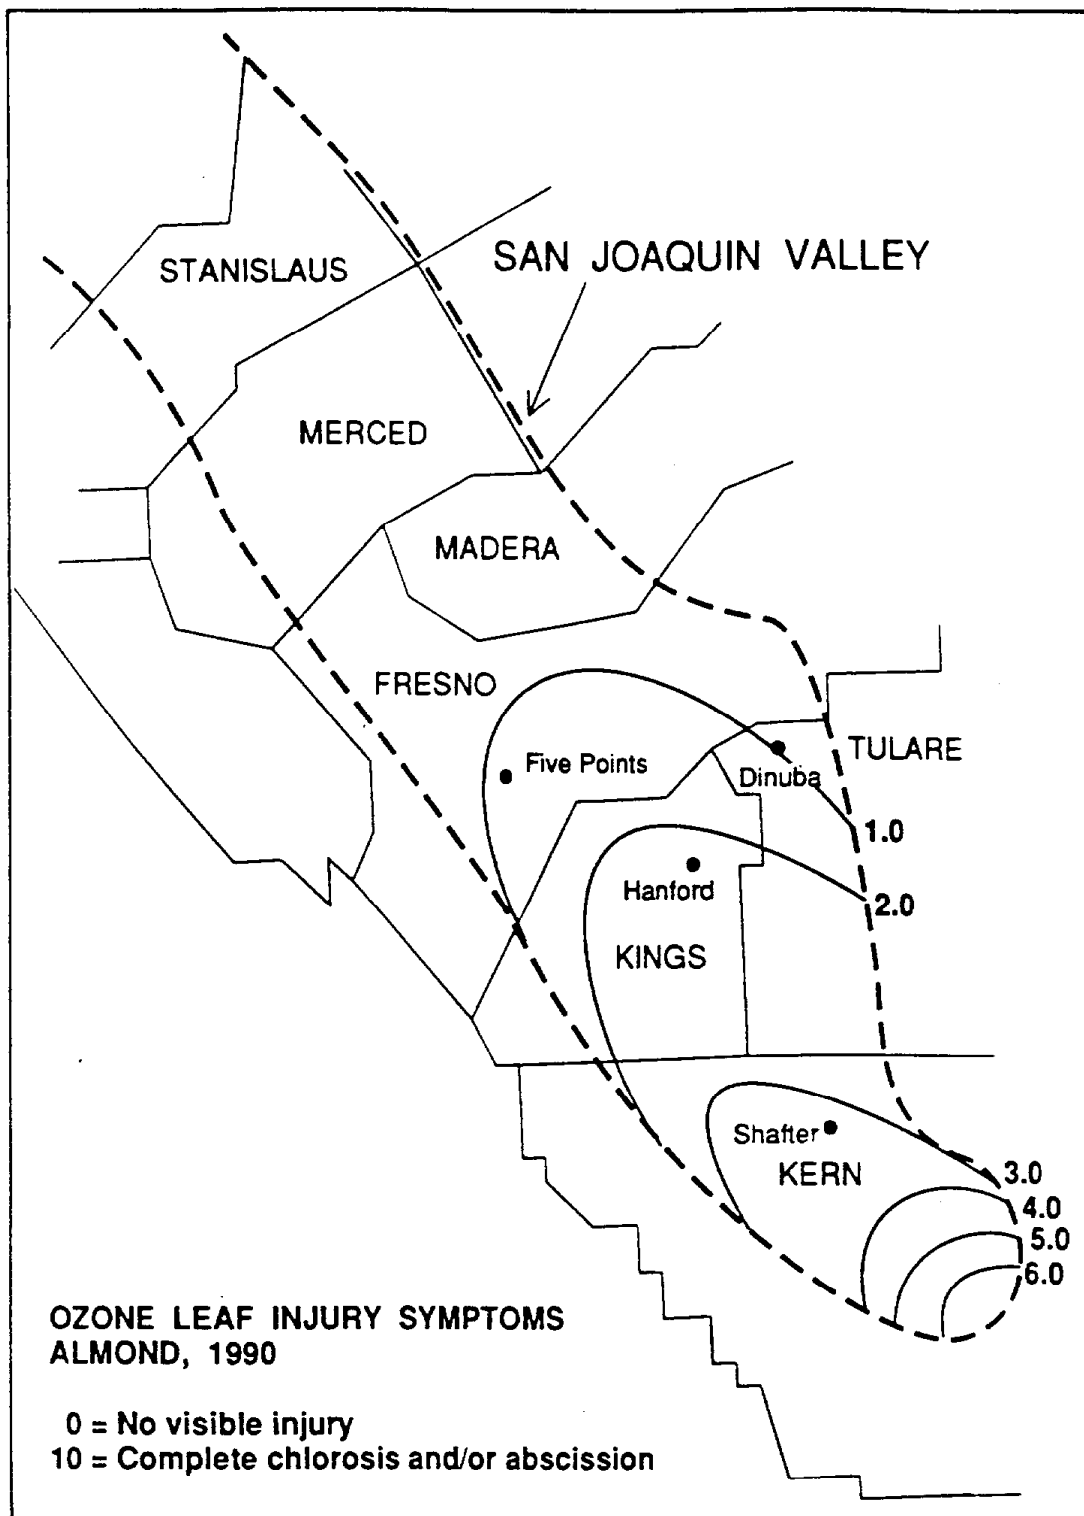 SAN JOAQUIN VALLEY
STANISLAUS
MERCED
MADERA
FRESNO
Five Points
Dinuba
TULARE
1.0
Hanford
2.0
KINGS
Shafter
KERN
3.0
4.0
5.0
6.0
OZONE LEAF INJURY SYMPTOMS
ALMOND, 1990
0 = No visible injury
10 = Complete chlorosis and/or abscission